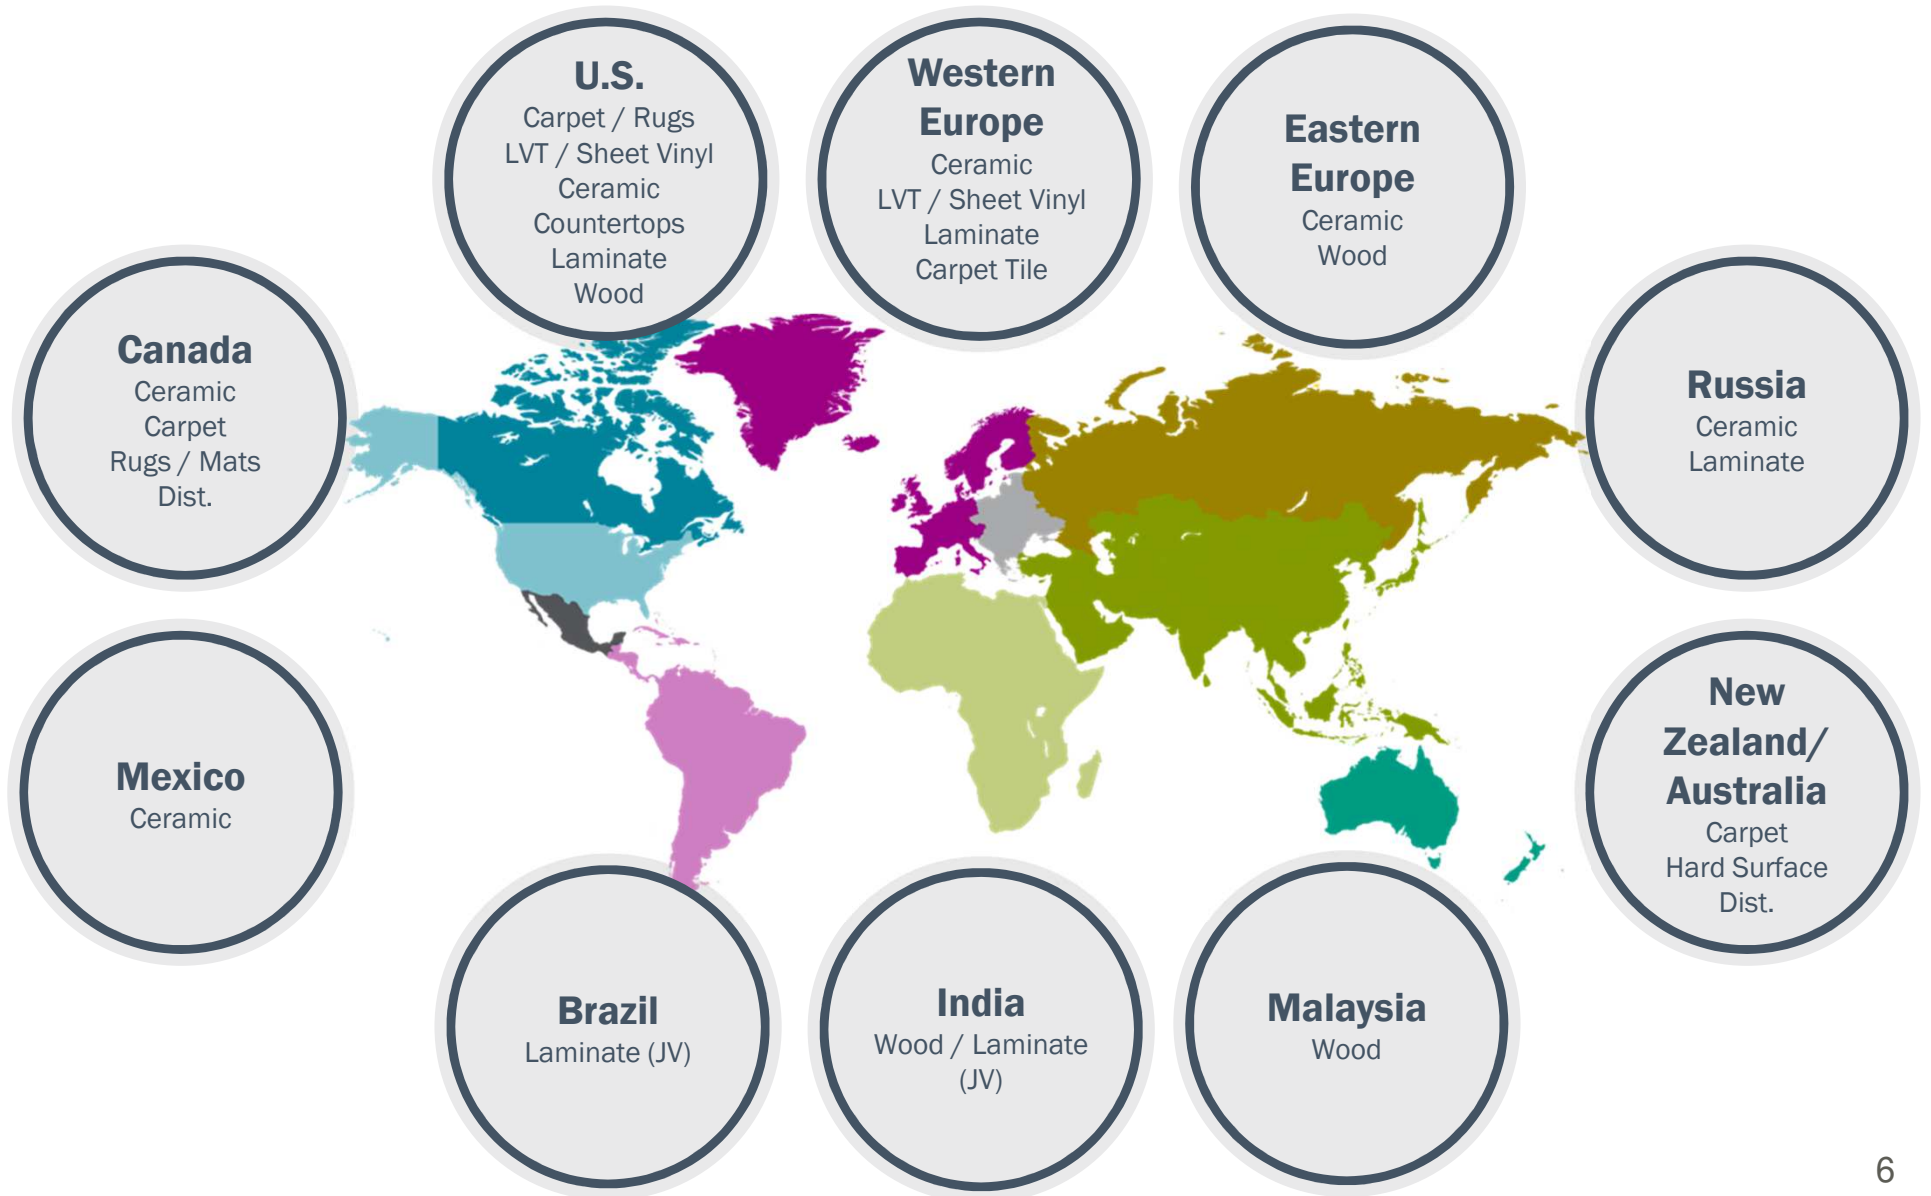 U.S.
Carpet / Rugs
LVT / Sheet Vinyl
Ceramic
Countertops
Laminate
Wood
Western
Europe
Ceramic
LVT / Sheet Vinyl
Laminate
Carpet Tile
Eastern
Europe
Ceramic
Wood
Canada
Ceramic
Carpet
Rugs / Mats
Dist.
Russia
Ceramic
Laminate
Mexico
Ceramic
New
Zealand/
Australia
Carpet
Hard Surface
Dist.
Brazil
Laminate (JV)
India
Wood / Laminate
(JV)
Malaysia
Wood
6